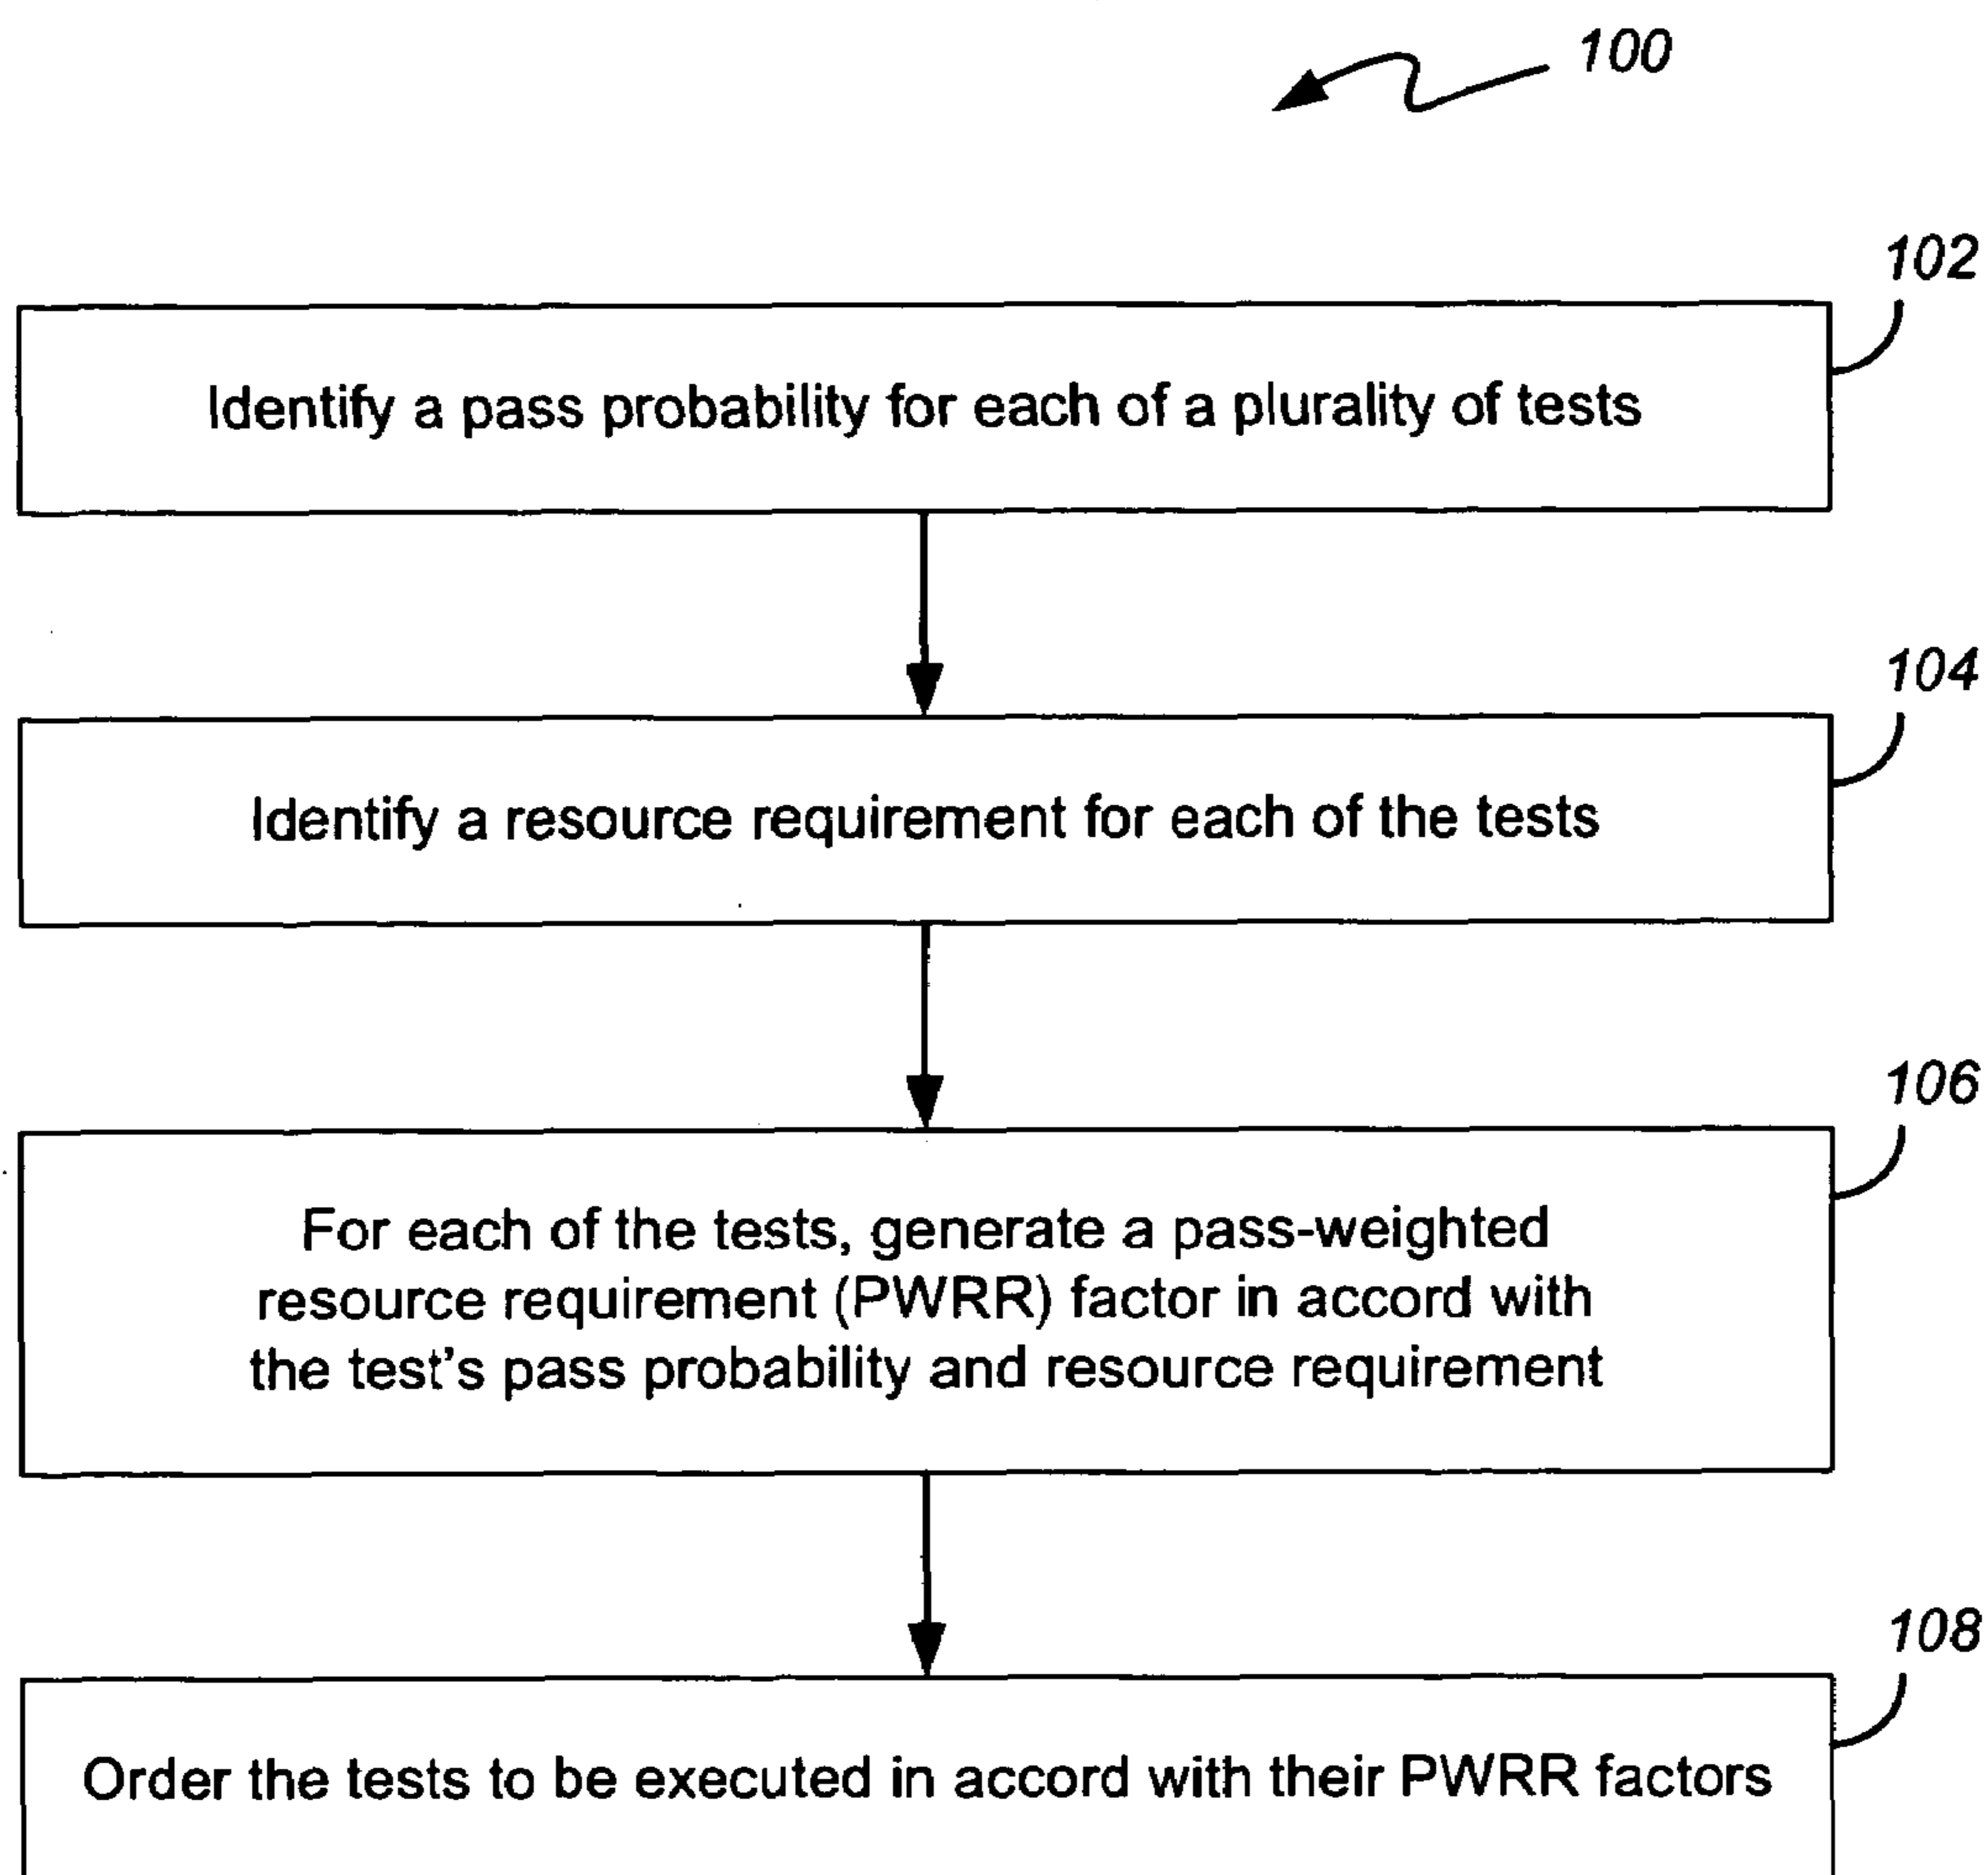 100
102
Identify a pass probability for each of a plurality of tests
104
Identify a resource requirement for each of the tests
106
For each of the tests, generate a pass-weighted
resource requirement (PWRR) factor in accord with
the test's pass probability and resource requirement
108
Order the tests to be executed in accord with their PWRR factors